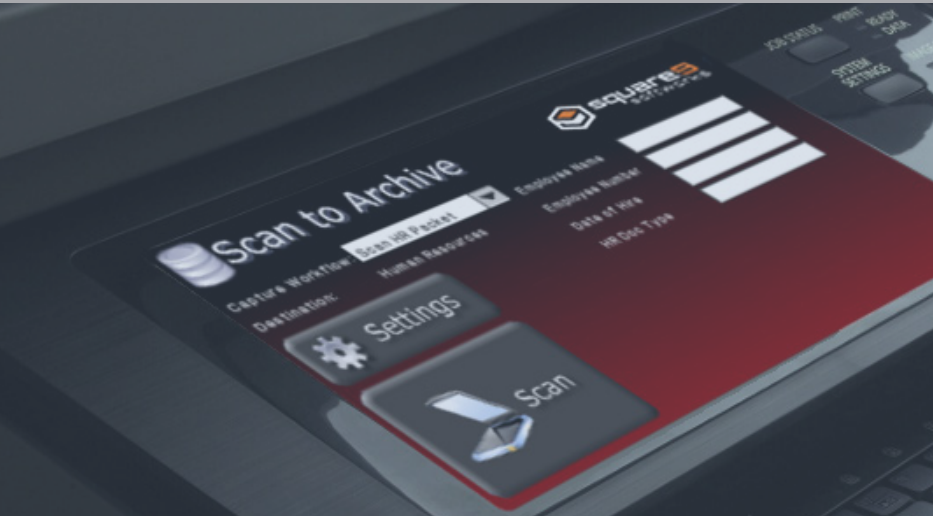 JOB STATUS
PRINT
READY
DATA
SYSTEM
SETTINGS
square9
softworks
Scan to Archive
Capture Workflow:
Scan HR Packet
Destination:
Human Resources
Employee Name
Employee Number
Date of Hire
HR Doc Type
Settings
Scan